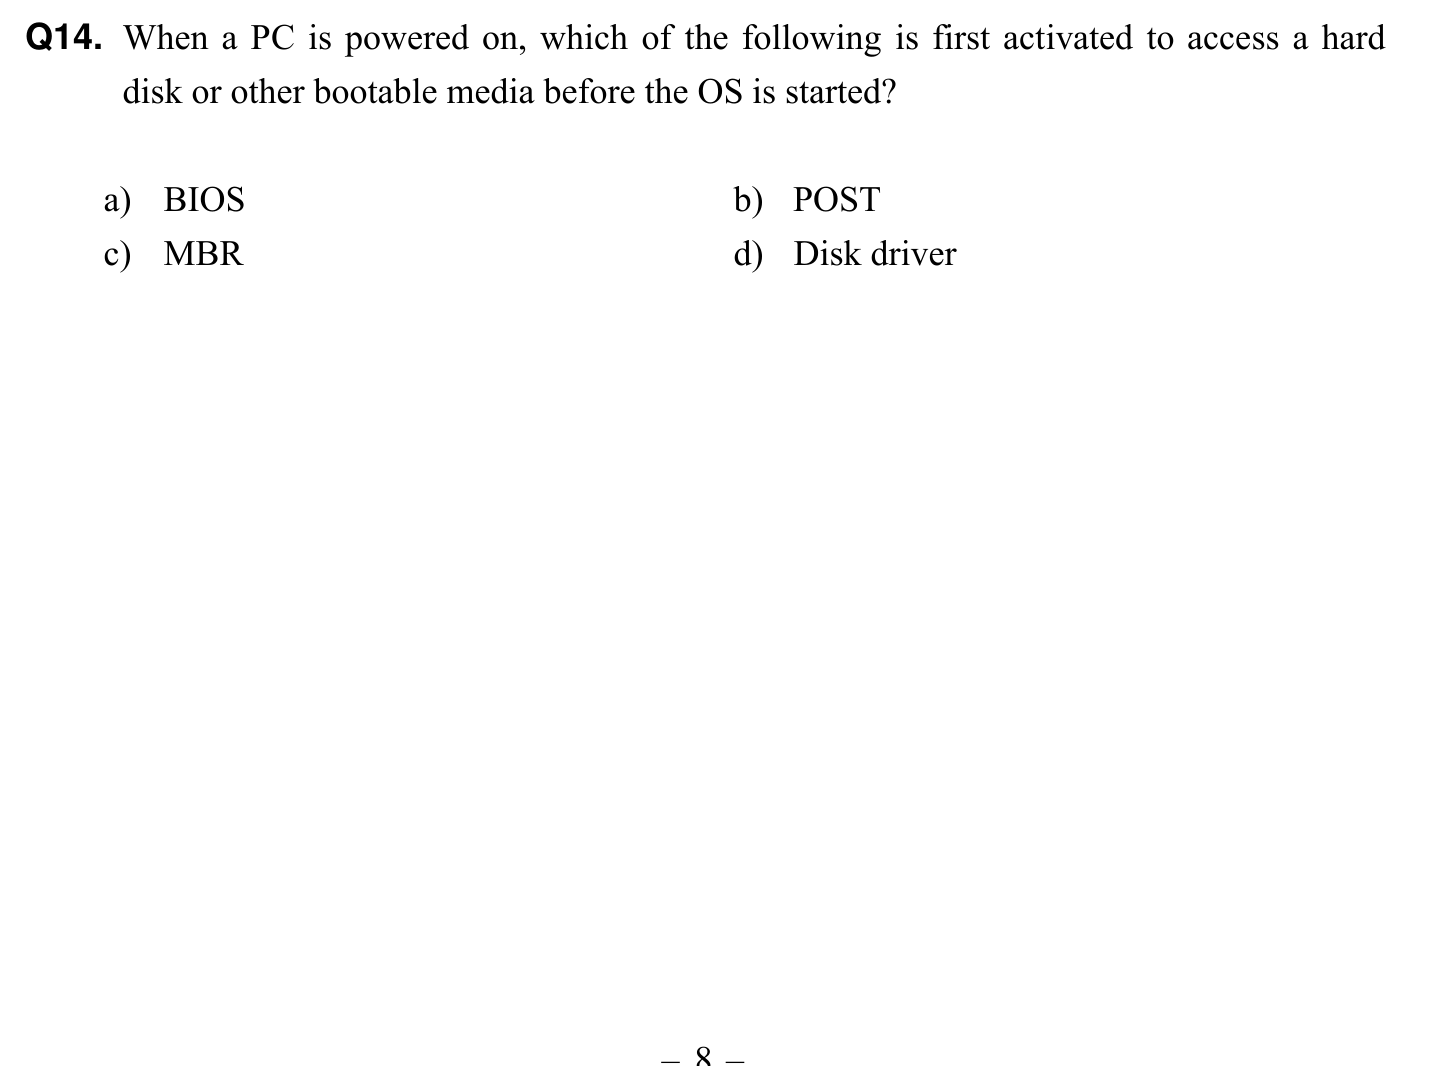 Q14. When a PC is powered on, which of the following is first activated to access a hard
disk or other bootable media before the OS is started?
a) BIOS b) POST
c) MBR d) Disk driver
– 8 –